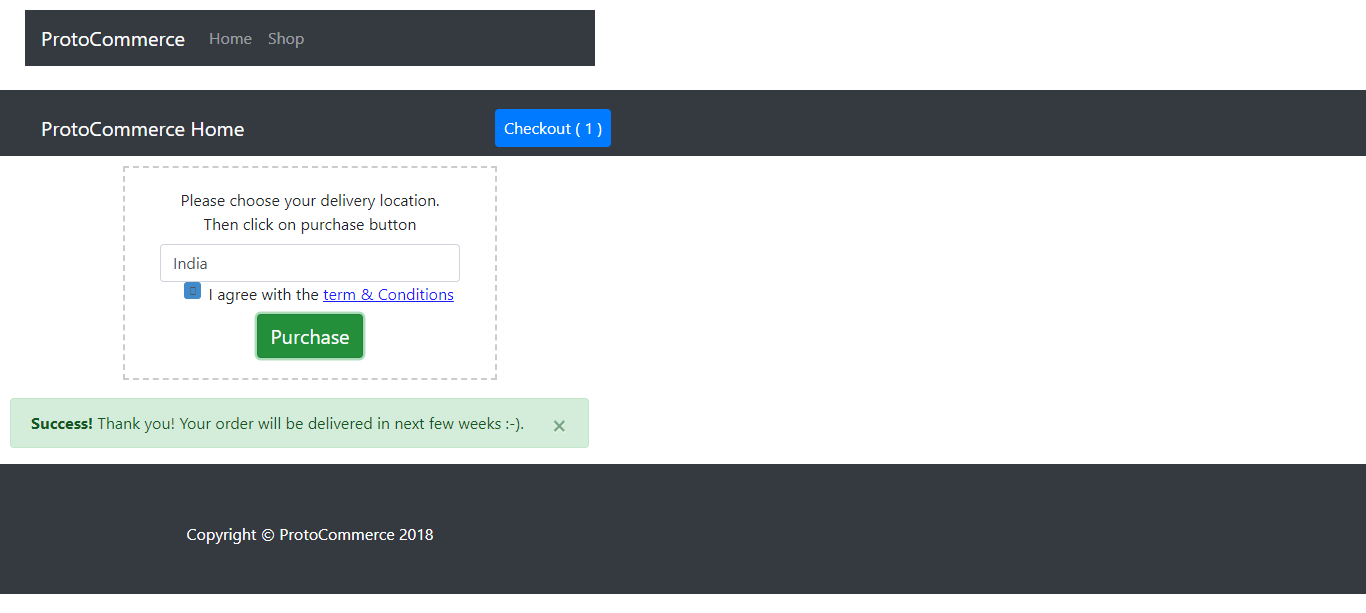 ProtoCommerce Home Shop
ProtoCommerce Home Checkout ( 1 )
Please choose your delivery location.
Then click on purchase button
India
I agree with the term & Conditions
Purchase
Success! Thank you! Your order will be delivered in next few weeks :-). ×
Copyright © ProtoCommerce 2018